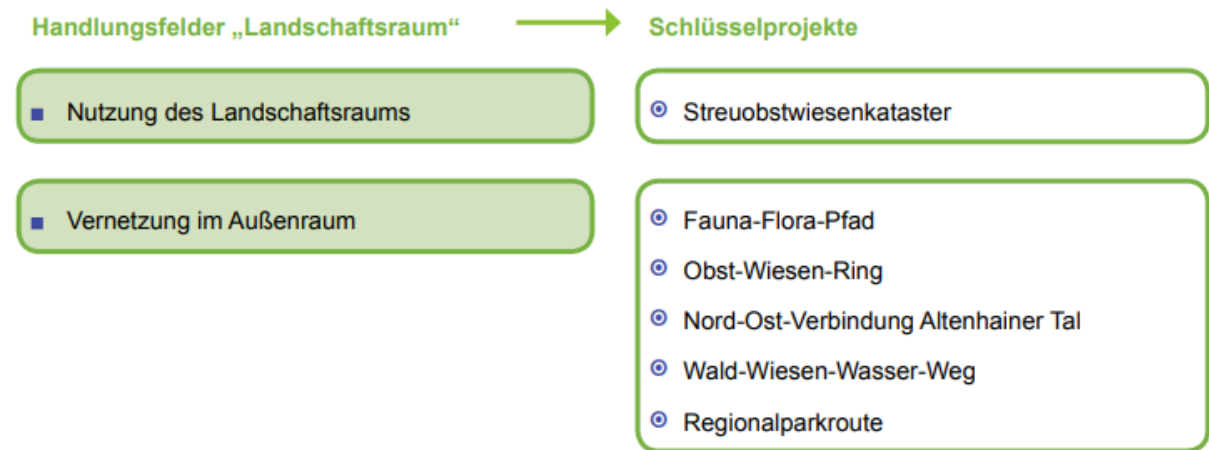 Handlungsfelder „Landschaftsraum“
Schlüsselprojekte
Nutzung des Landschaftsraums
Streuobstwiesenkataster
Vernetzung im Außenraum
Fauna-Flora-Pfad
Obst-Wiesen-Ring
Nord-Ost-Verbindung Altenhainer Tal
Wald-Wiesen-Wasser-Weg
Regionalparkroute